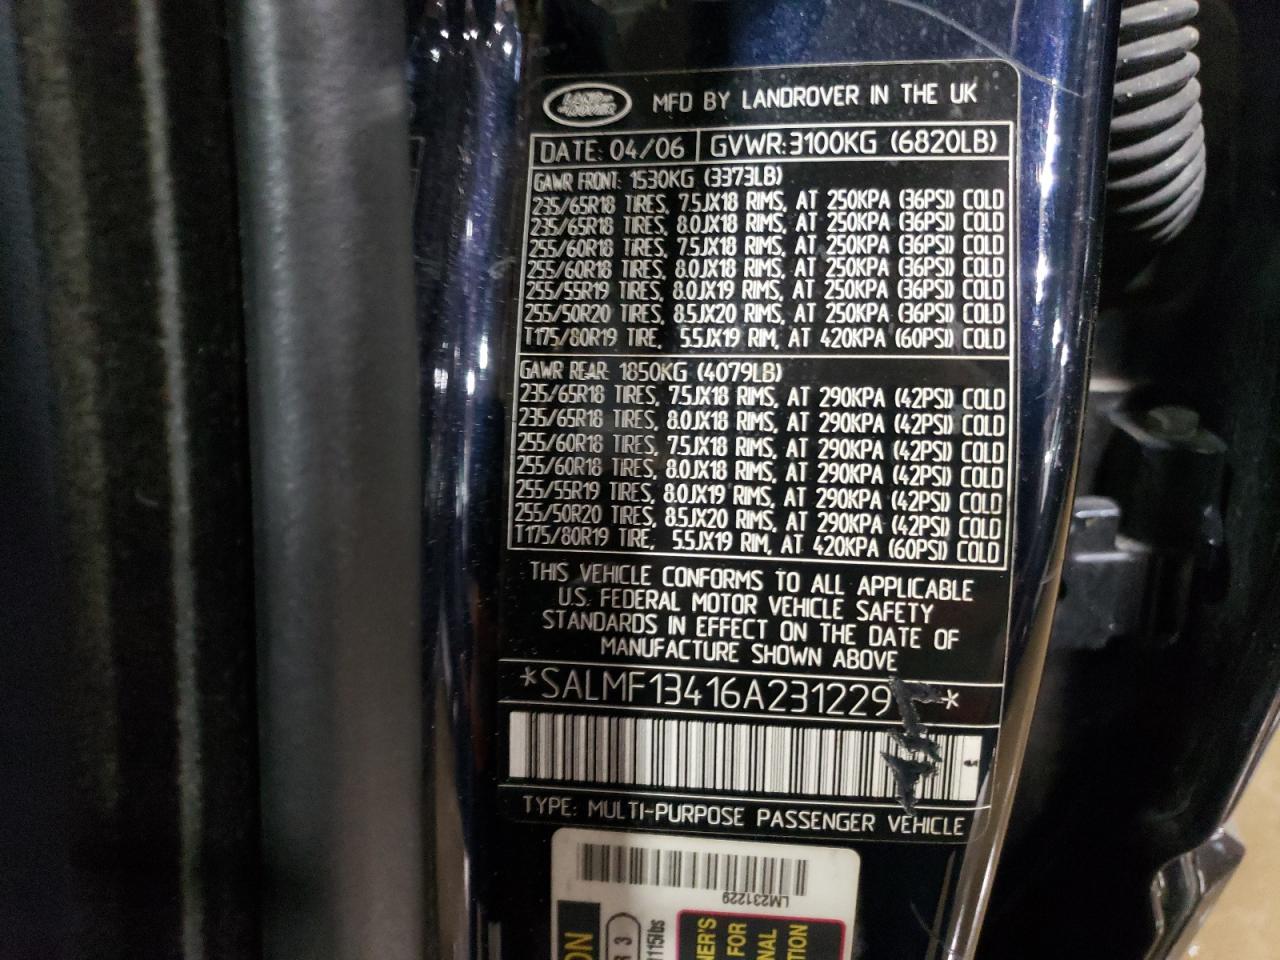 LAND ROVER MFD BY LANDROVER IN THE UK
DATE: 04/06 GVWR:3100KG (6820LB)
GAWR FRONT: 1530KG (3373LB)
235/65R18 TIRES, 7.5JX18 RIMS, AT 250KPA (36PSI) COLD
235/65R18 TIRES, 8.0JX18 RIMS, AT 250KPA (36PSI) COLD
255/60R18 TIRES, 7.5JX18 RIMS, AT 250KPA (36PSI) COLD
255/60R18 TIRES, 8.0JX18 RIMS, AT 250KPA (36PSI) COLD
255/55R19 TIRES, 8.0JX19 RIMS, AT 250KPA (36PSI) COLD
255/50R20 TIRES, 8.5JX20 RIMS, AT 250KPA (36PSI) COLD
T175/80R19 TIRE, 5.5JX19 RIM, AT 420KPA (60PSI) COLD
GAWR REAR: 1850KG (4079LB)
235/65R18 TIRES, 7.5JX18 RIMS, AT 290KPA (42PSI) COLD
235/65R18 TIRES, 8.0JX18 RIMS, AT 290KPA (42PSI) COLD
255/60R18 TIRES, 7.5JX18 RIMS, AT 290KPA (42PSI) COLD
255/60R18 TIRES, 8.0JX18 RIMS, AT 290KPA (42PSI) COLD
255/55R19 TIRES, 8.0JX19 RIMS, AT 290KPA (42PSI) COLD
255/50R20 TIRES, 8.5JX20 RIMS, AT 290KPA (42PSI) COLD
T175/80R19 TIRE, 5.5JX19 RIM, AT 420KPA (60PSI) COLD
THIS VEHICLE CONFORMS TO ALL APPLICABLE
U.S. FEDERAL MOTOR VEHICLE SAFETY
STANDARDS IN EFFECT ON THE DATE OF
MANUFACTURE SHOWN ABOVE
*SALMF13416A231229*
TYPE: MULTI-PURPOSE PASSENGER VEHICLE
LM231229
ON
R 3
1115lbs
NER'S
FOR
NAL
TION